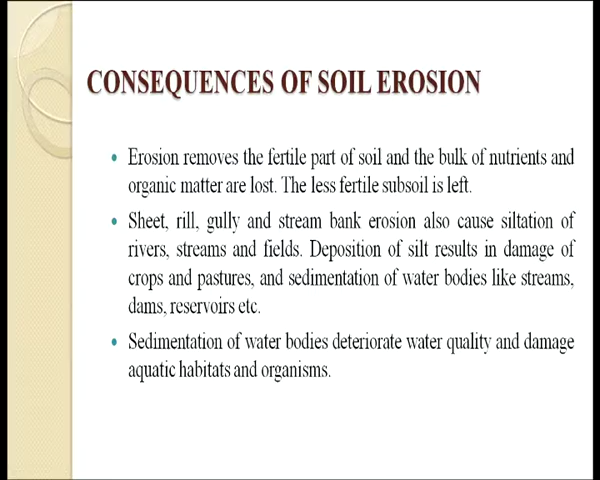 CONSEQUENCES OF SOIL EROSION
• Erosion removes the fertile part of soil and the bulk of nutrients and
organic matter are lost. The less fertile subsoil is left.
• Sheet, rill, gully and stream bank erosion also cause siltation of
rivers, streams and fields. Deposition of silt results in damage of
crops and pastures, and sedimentation of water bodies like streams,
dams, reservoirs etc.
• Sedimentation of water bodies deteriorate water quality and damage
aquatic habitats and organisms.